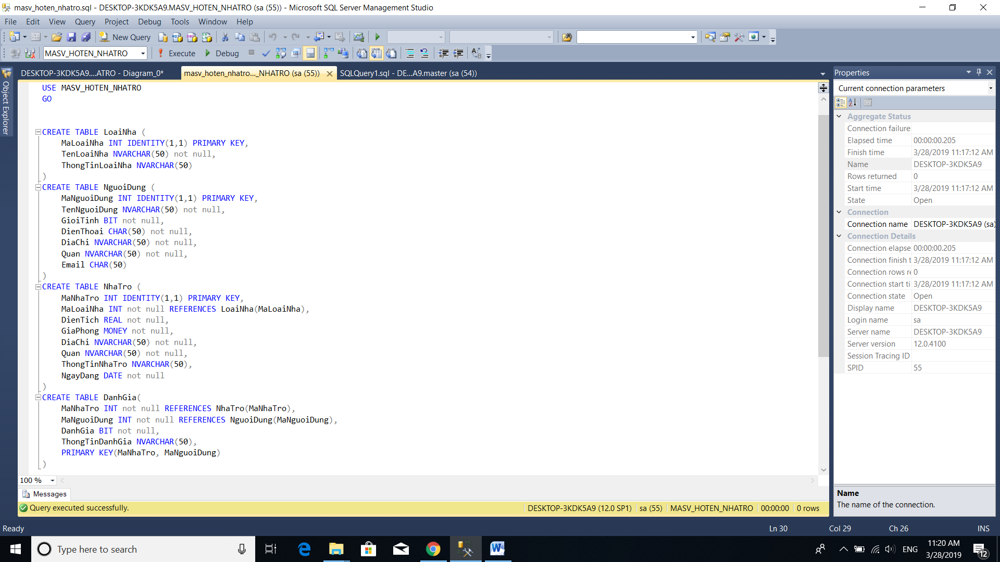 masv_hoten_nhatro.sql - DESKTOP-3KDK5A9.MASV_HOTEN_NHATRO (sa (55)) - Microsoft SQL Server Management Studio
File Edit View Query Project Debug Tools Window Help
New Query
MASV_HOTEN_NHATRO Execute Debug
Object Explorer
DESKTOP-3KDK5A9....ATRO - Diagram_0* masv_hoten_nhatro..._NHATRO (sa (55)) SQLQuery1.sql - DE...A9.master (sa (54))
USE MASV_HOTEN_NHATRO
GO
CREATE TABLE LoaiNha (
MaLoaiNha INT IDENTITY(1,1) PRIMARY KEY,
TenLoaiNha NVARCHAR(50) not null,
ThongTinLoaiNha NVARCHAR(50)
)
CREATE TABLE NguoiDung (
MaNguoiDung INT IDENTITY(1,1) PRIMARY KEY,
TenNguoiDung NVARCHAR(50) not null,
GioiTinh BIT not null,
DienThoai CHAR(50) not null,
DiaChi NVARCHAR(50) not null,
Quan NVARCHAR(50) not null,
Email CHAR(50)
)
CREATE TABLE NhaTro (
MaNhaTro INT IDENTITY(1,1) PRIMARY KEY,
MaLoaiNha INT not null REFERENCES LoaiNha(MaLoaiNha),
DienTich REAL not null,
GiaPhong MONEY not null,
DiaChi NVARCHAR(50) not null,
Quan NVARCHAR(50) not null,
ThongTinNhaTro NVARCHAR(50),
NgayDang DATE not null
)
CREATE TABLE DanhGia(
MaNhaTro INT not null REFERENCES NhaTro(MaNhaTro),
MaNguoiDung INT not null REFERENCES NguoiDung(MaNguoiDung),
DanhGia BIT not null,
ThongTinDanhGia NVARCHAR(50),
PRIMARY KEY(MaNhaTro, MaNguoiDung)
)
100 %
Messages
Query executed successfully. DESKTOP-3KDK5A9 (12.0 SP1) sa (55) MASV_HOTEN_NHATRO 00:00:00 0 rows
Properties
Current connection parameters
Aggregate Status
Connection failure
Elapsed time 00:00:00.205
Finish time 3/28/2019 11:17:12 AM
Name DESKTOP-3KDK5A9
Rows returned 0
Start time 3/28/2019 11:17:12 AM
State Open
Connection
Connection name DESKTOP-3KDK5A9 (sa)
Connection Details
Connection elapse 00:00:00.205
Connection finish t 3/28/2019 11:17:12 AM
Connection rows re 0
Connection start ti 3/28/2019 11:17:12 AM
Connection state Open
Display name DESKTOP-3KDK5A9
Login name sa
Server name DESKTOP-3KDK5A9
Server version 12.0.4100
Session Tracing ID
SPID 55
Name
The name of the connection.
Ready Ln 30 Col 29 Ch 26 INS
Type here to search
ENG
11:20 AM
3/28/2019
12